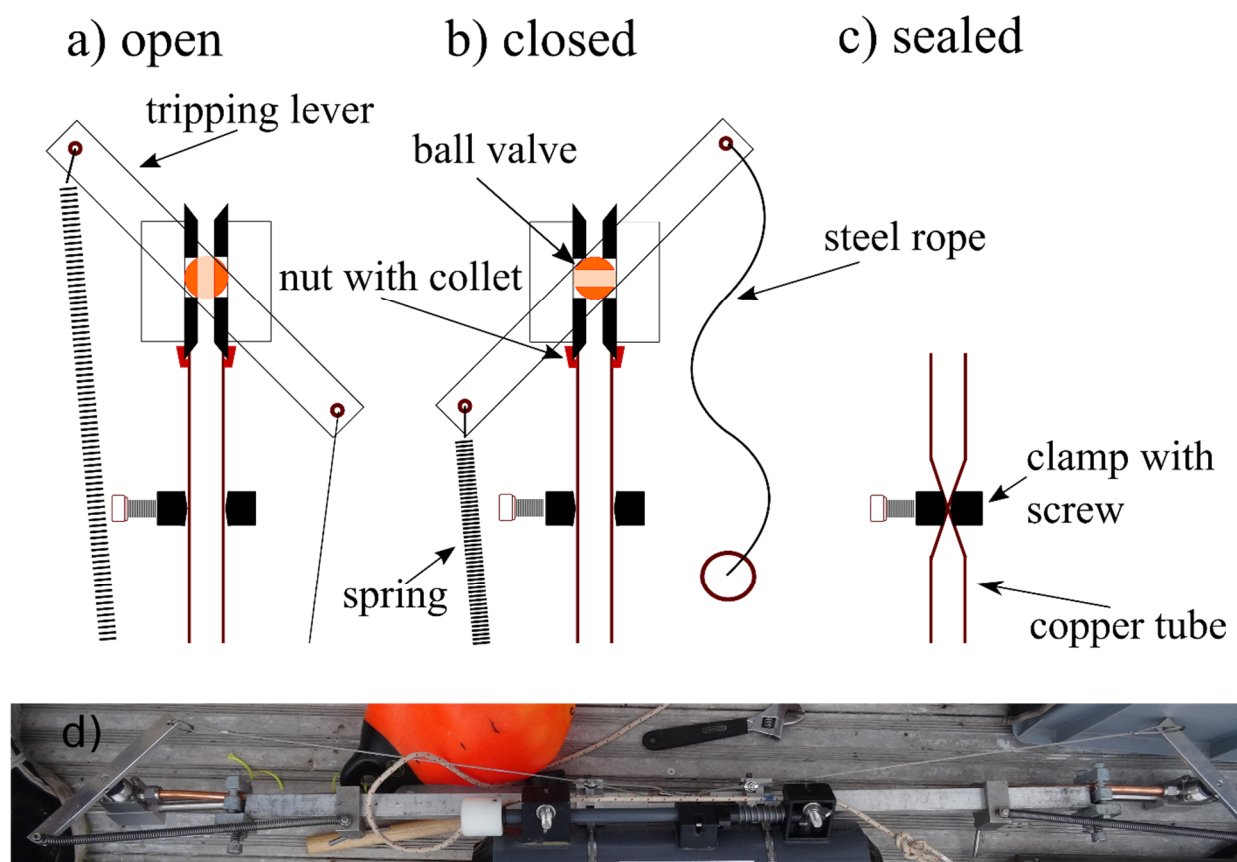 a) open
b) closed
c) sealed
tripping lever
ball valve
steel rope
nut with collet
clamp with
screw
spring
copper tube
d)